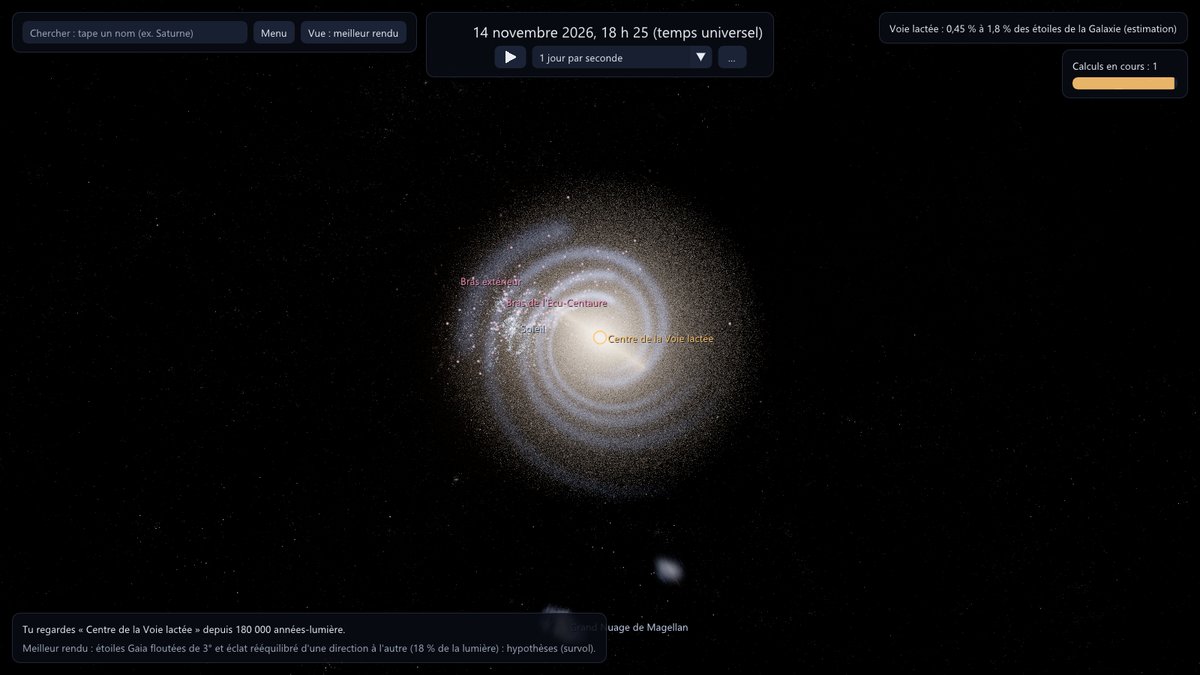 Chercher : tape un nom (ex. Saturne)
Menu
Vue : meilleur rendu
14 novembre 2026, 18 h 25 (temps universel)
1 jour par seconde
...
Voie lactée : 0,45 % à 1,8 % des étoiles de la Galaxie (estimation)
Calculs en cours : 1
Bras extérieur
Bras de l'Écu-Centaure
Soleil
Centre de la Voie lactée
Grand Nuage de Magellan
Tu regardes « Centre de la Voie lactée » depuis 180 000 années-lumière.
Meilleur rendu : étoiles Gaia floutées de 3° et éclat rééquilibré d'une direction à l'autre (18 % de la lumière) : hypothèses (survol).